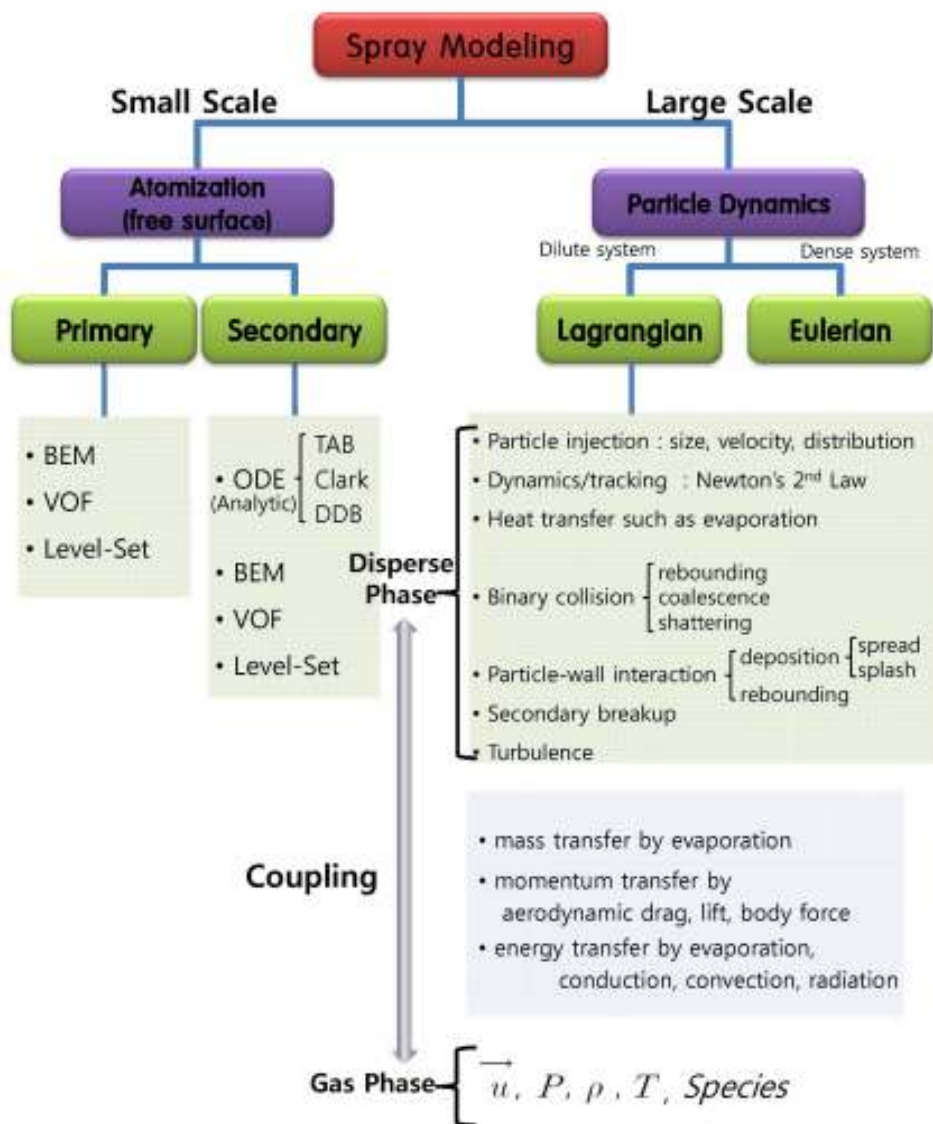 Spray Modeling
Small Scale
Large Scale
Atomization
(free surface)
Particle Dynamics
Dilute system
Dense system
Primary
Secondary
Lagrangian
Eulerian
• BEM
• VOF
• Level-Set
• ODE
(Analytic)
TAB
Clark
DDB
• BEM
• VOF
• Level-Set
Disperse
Phase
• Particle injection : size, velocity, distribution
• Dynamics/tracking : Newton's 2nd Law
• Heat transfer such as evaporation
• Binary collision
rebounding
coalescence
shattering
• Particle-wall interaction
deposition
spread
splash
rebounding
• Secondary breakup
• Turbulence
Coupling
• mass transfer by evaporation
• momentum transfer by
aerodynamic drag, lift, body force
• energy transfer by evaporation,
conduction, convection, radiation
Gas Phase
u⃗, P, ρ, T, Species